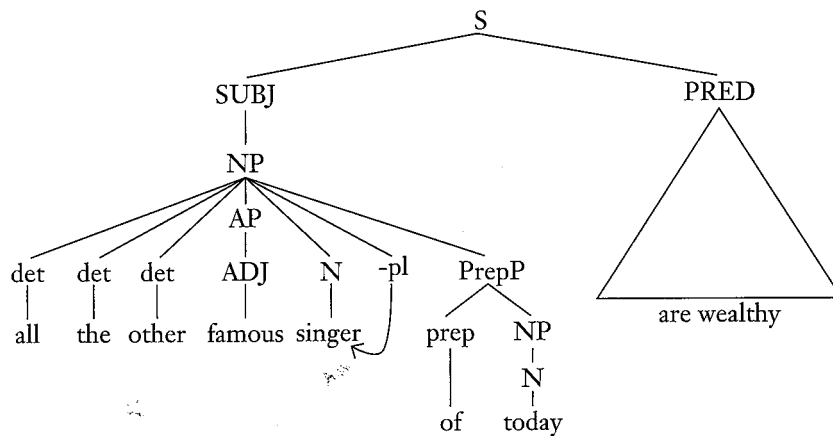 S
SUBJ PRED
NP
AP
det det det ADJ N -pl PrepP
all the other famous singer prep NP are wealthy
N
of today